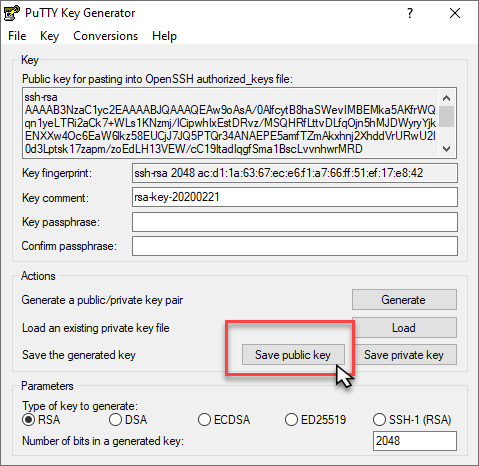 PuTTY Key Generator
File Key Conversions Help
Key
Public key for pasting into OpenSSH authorized_keys file:
ssh-rsa
AAAAB3NzaC1yc2EAAAABJQAAAQEAw9oAsA/0AlfcytB8haSWevIMBEMka5AKfrWQ
qn1yeLTRi2aCk7+WLs1KNzmj/lCipwhIxEstDRvz/MSQHRfLttvDLfqOjn5hMJDWyryYjk
ENXXw4Oc6EaW6lkz58EUCjJ7JQ5PTQr34ANAEPE5amfTZmAkxhnj2XhddVrURwU2I
0d3Lptsk17zapm/zoEdLH13VEW/cC19ltadIqgfSma1BscLvvnhwrMRD
Key fingerprint:
ssh-rsa 2048 ac:d1:1a:63:67:ec:e6:f1:a7:66:ff:51:ef:17:e8:42
Key comment:
rsa-key-20200221
Key passphrase:
Confirm passphrase:
Actions
Generate a public/private key pair
Generate
Load an existing private key file
Load
Save the generated key
Save public key
Save private key
Parameters
Type of key to generate:
RSA DSA ECDSA ED25519 SSH-1 (RSA)
Number of bits in a generated key:
2048